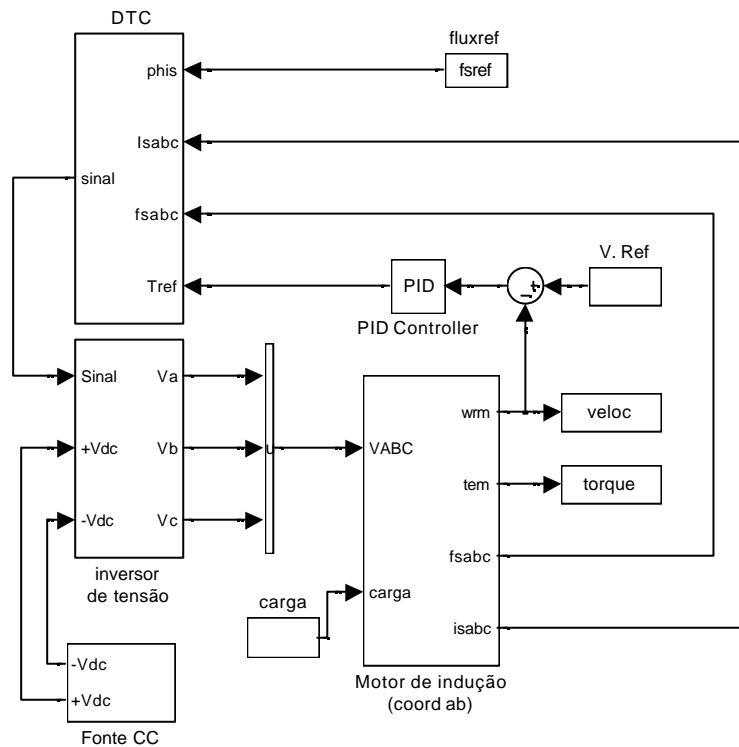 DTC
phis
Isabc
sinal
fsabc
Tref
fluxref
fsref
V. Ref
PID
PID Controller
+
−
Sinal
Va
+Vdc
Vb
-Vdc
Vc
inversor
de tensão
u
wrm
VABC
tem
fsabc
carga
isabc
Motor de indução
(coord ab)
veloc
torque
carga
-Vdc
+Vdc
Fonte CC